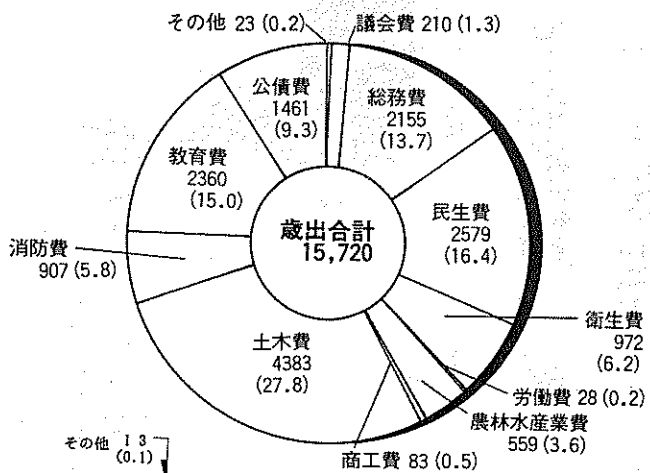 その他 23 (0.2)
議会費 210 (1.3)
公債費
1461
(9.3)
総務費
2155
(13.7)
教育費
2360
(15.0)
民生費
2579
(16.4)
歳出合計
15,720
消防費
907 (5.8)
衛生費
972
(6.2)
土木費
4383
(27.8)
労働費 28 (0.2)
農林水産業費
559 (3.6)
商工費 83 (0.5)
その他 13
(0.1)